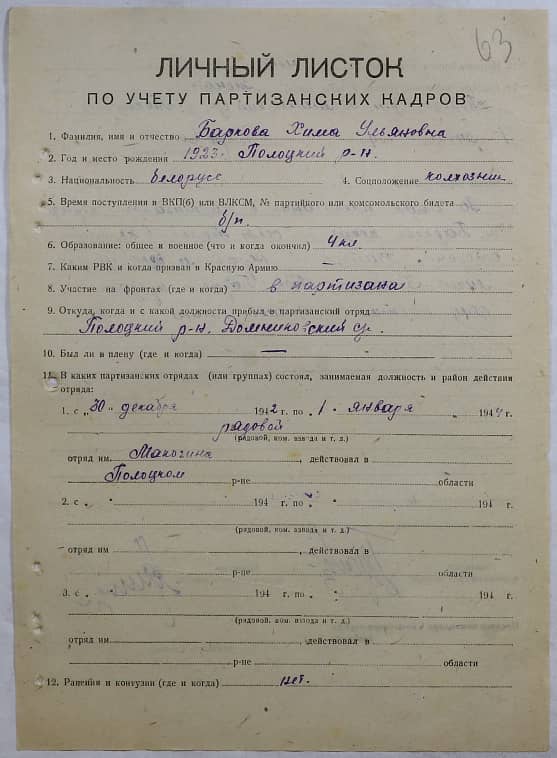 63
ЛИЧНЫЙ ЛИСТОК
ПО УЧЕТУ ПАРТИЗАНСКИХ КАДРОВ
1. Фамилия, имя и отчество Баркова Хима Ульяновна
2. Год и место рождения 1923. Полоцкий р-н.
3. Национальность белорусс 4. Соцположение колхозни
5. Время поступления в ВКП(б) или ВЛКСМ, № партийного или комсомольского билета
б/п.
6. Образование: общее и военное (что и когда окончил) 4 кл.
7. Каким РВК и когда призван в Красную Армию
8. Участие на фронтах (где и когда) в партизана
9. Откуда, когда и с какой должности прибыл в партизанский отряд
Полоцкий р-н. Домниковский с/с.
10. Был ли в плену (где и когда) —
11. В каких партизанских отрядах (или группах) состоял, занимаемая должность и район действия
отряда:
1. с „30" декабря 1942 г. по „1. января 1944 г.
рядовой
(рядовой, ком. взвода и т. д.)
отряд им. Макогина, действовал в
Полоцком р-не области
2. с „ " 194 г. по „ " 194 г.
(рядовой, ком. взвода и т. д.)
отряд им , действовал в
р-не области
3. с „ " 194 г. по „ " 194 г.
(рядовой, ком. взвода и т. д.)
отряд им , действовал в
р-не области
12. Ранения и контузии (где и когда) нет.